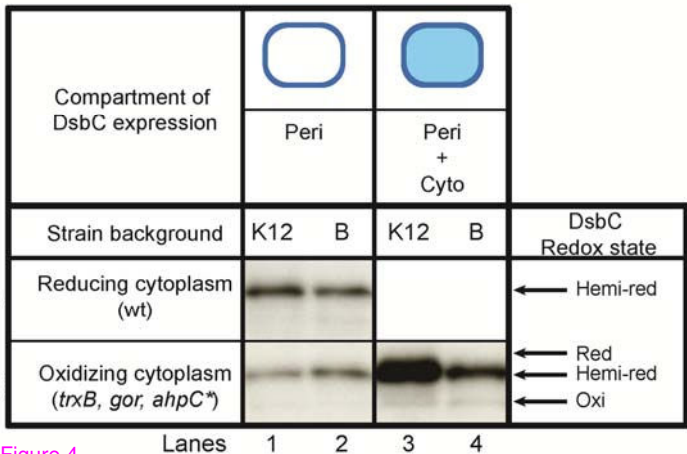 Compartment of
DsbC expression
Peri
Peri
+
Cyto
Strain background
K12
B
K12
B
DsbC
Redox state
Reducing cytoplasm
(wt)
Hemi-red
Oxidizing cytoplasm
(trxB, gor, ahpC*)
Red
Hemi-red
Oxi
Lanes
1
2
3
4